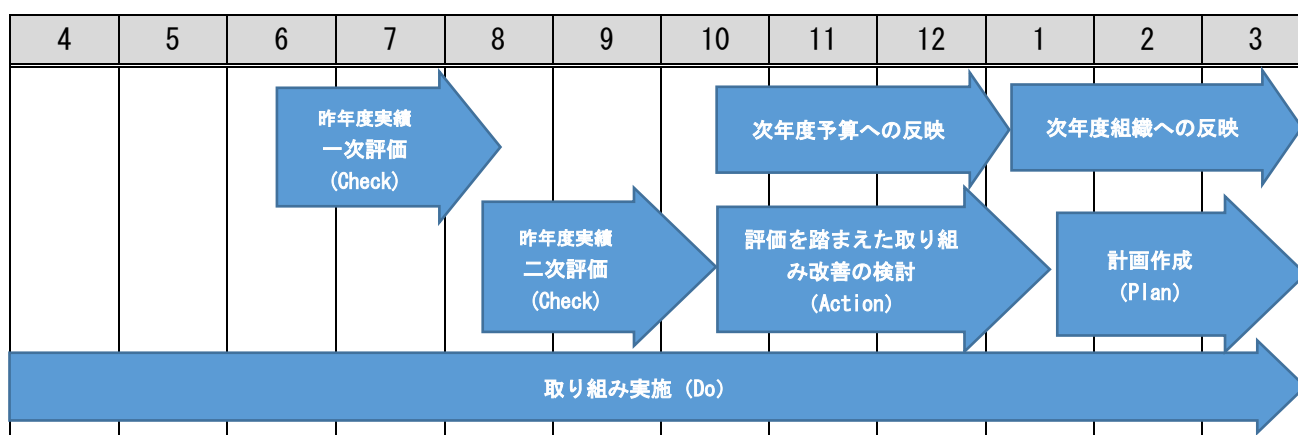 4 5 6 7 8 9 10 11 12 1 2 3
昨年度実績
一次評価
(Check)
次年度予算への反映
次年度組織への反映
昨年度実績
二次評価
(Check)
評価を踏まえた取り組
み改善の検討
(Action)
計画作成
(Plan)
取り組み実施 (Do)